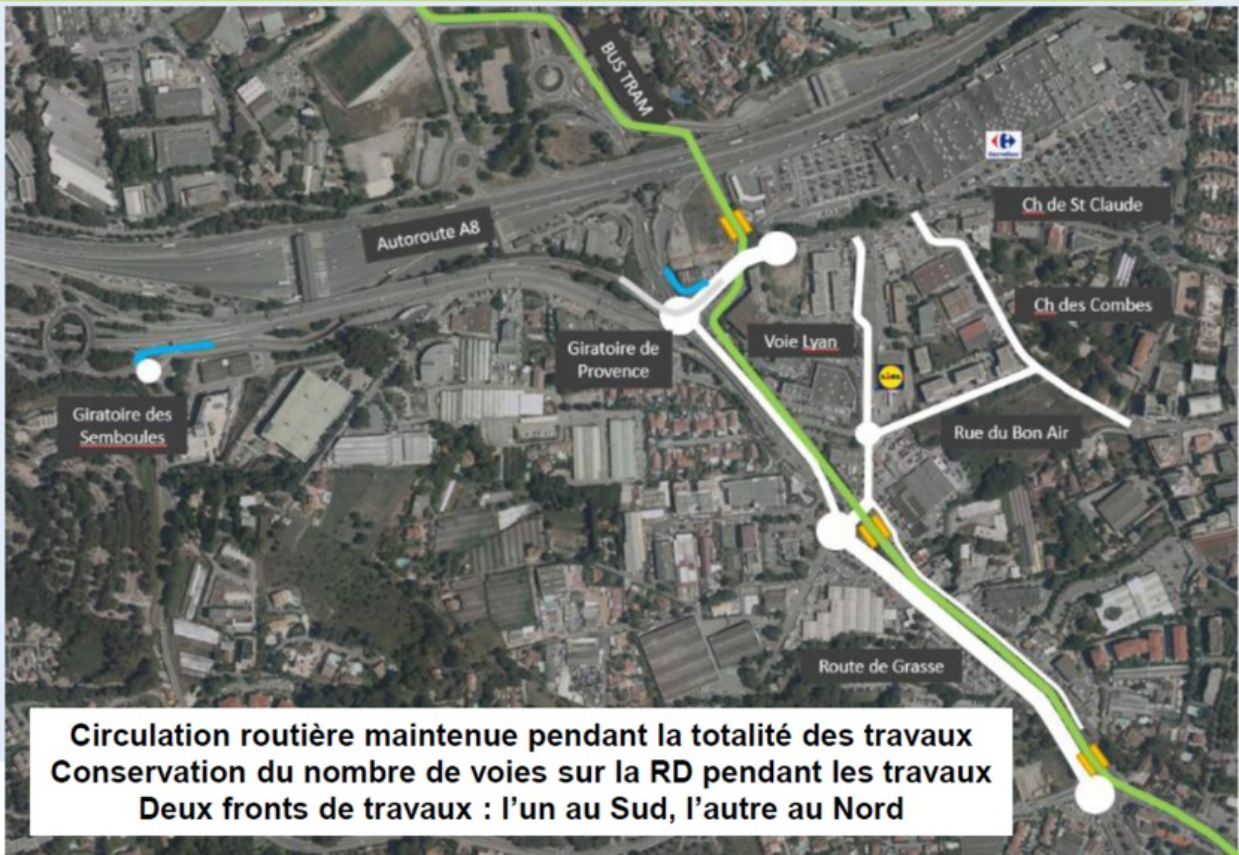 BUS TRAM
Carrefour
Ch de St Claude
Autoroute A8
Ch des Combes
Giratoire de
Provence
Voie Lyan
LIDL
Giratoire des
Semboules
Rue du Bon Air
Route de Grasse
Circulation routière maintenue pendant la totalité des travaux
Conservation du nombre de voies sur la RD pendant les travaux
Deux fronts de travaux : l'un au Sud, l'autre au Nord